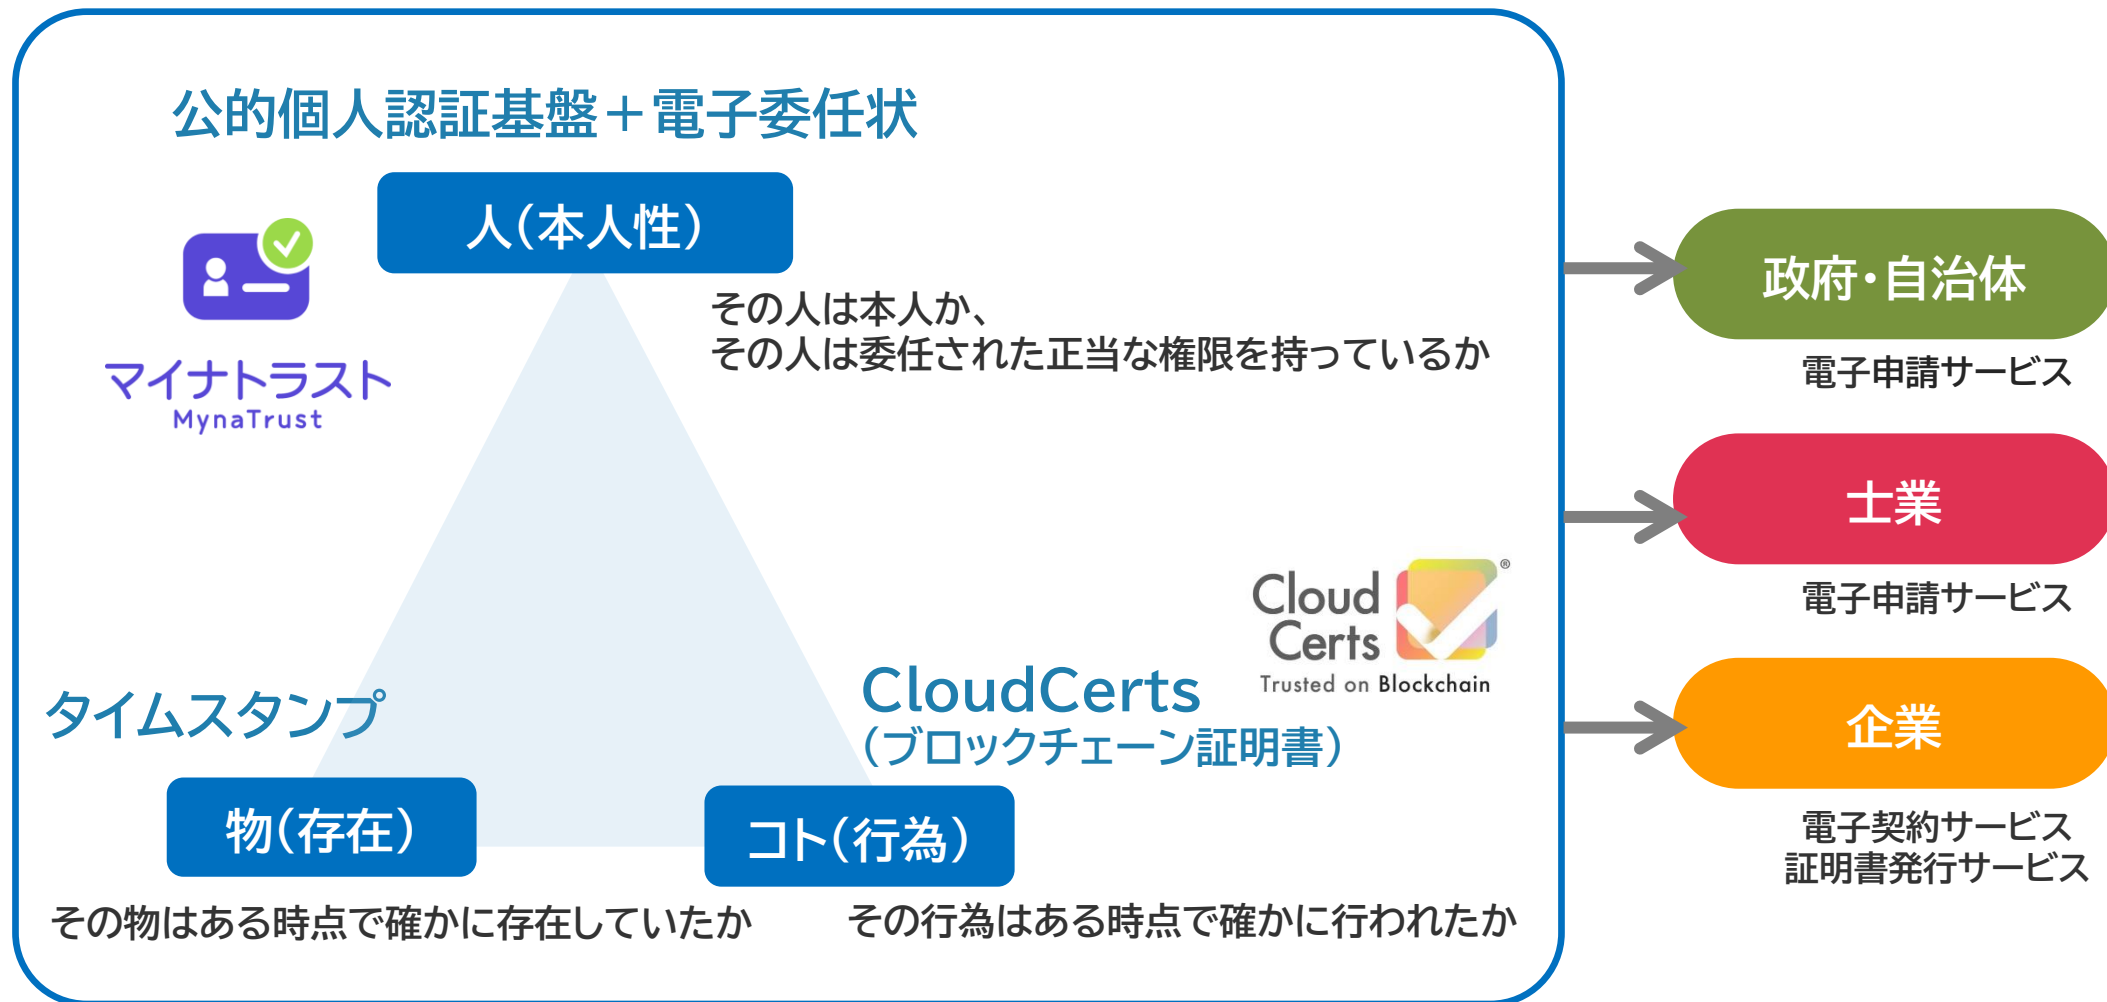 公的個人認証基盤＋電子委任状
人（本人性）
マイナトラスト
MynaTrust
その人は本人か、
その人は委任された正当な権限を持っているか
タイムスタンプ
物（存在）
その物はある時点で確かに存在していたか
Cloud
Certs
®
Trusted on Blockchain
CloudCerts
（ブロックチェーン証明書）
コト（行為）
その行為はある時点で確かに行われたか
政府・自治体
電子申請サービス
士業
電子申請サービス
企業
電子契約サービス
証明書発行サービス